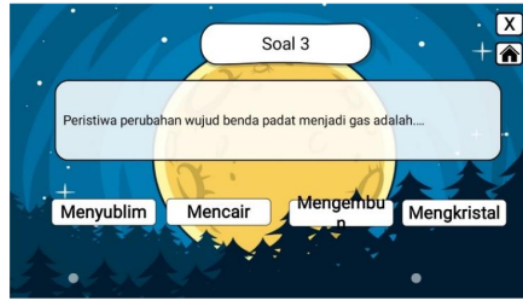 Soal 3
X
Peristiwa perubahan wujud benda padat menjadi gas adalah....
Menyublim
Mencair
Mengembu
n
Mengkristal